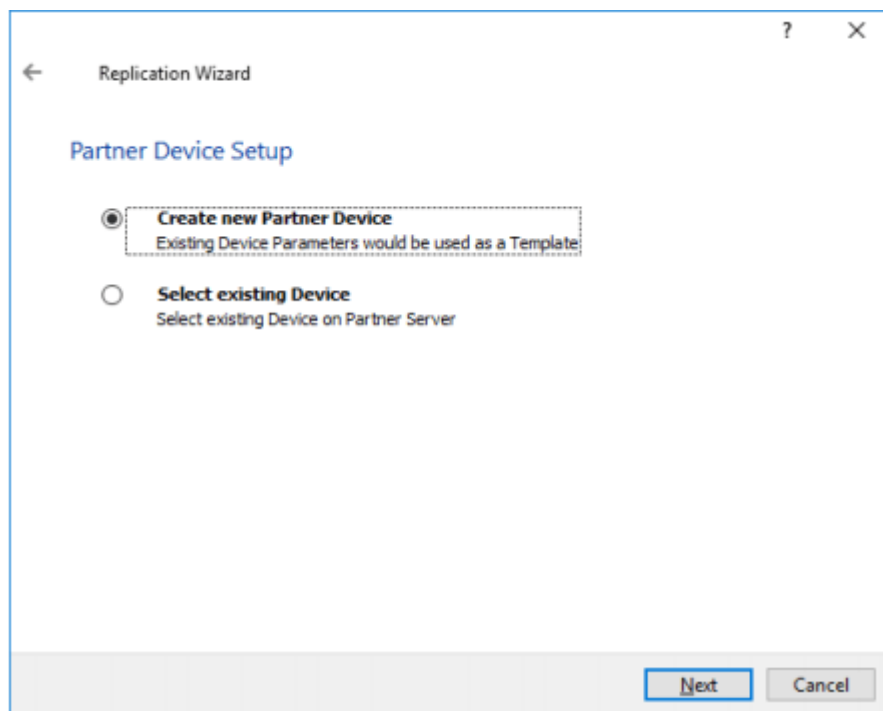 ?
Replication Wizard
Partner Device Setup
Create new Partner Device
Existing Device Parameters would be used as a Template
Select existing Device
Select existing Device on Partner Server
Next Cancel